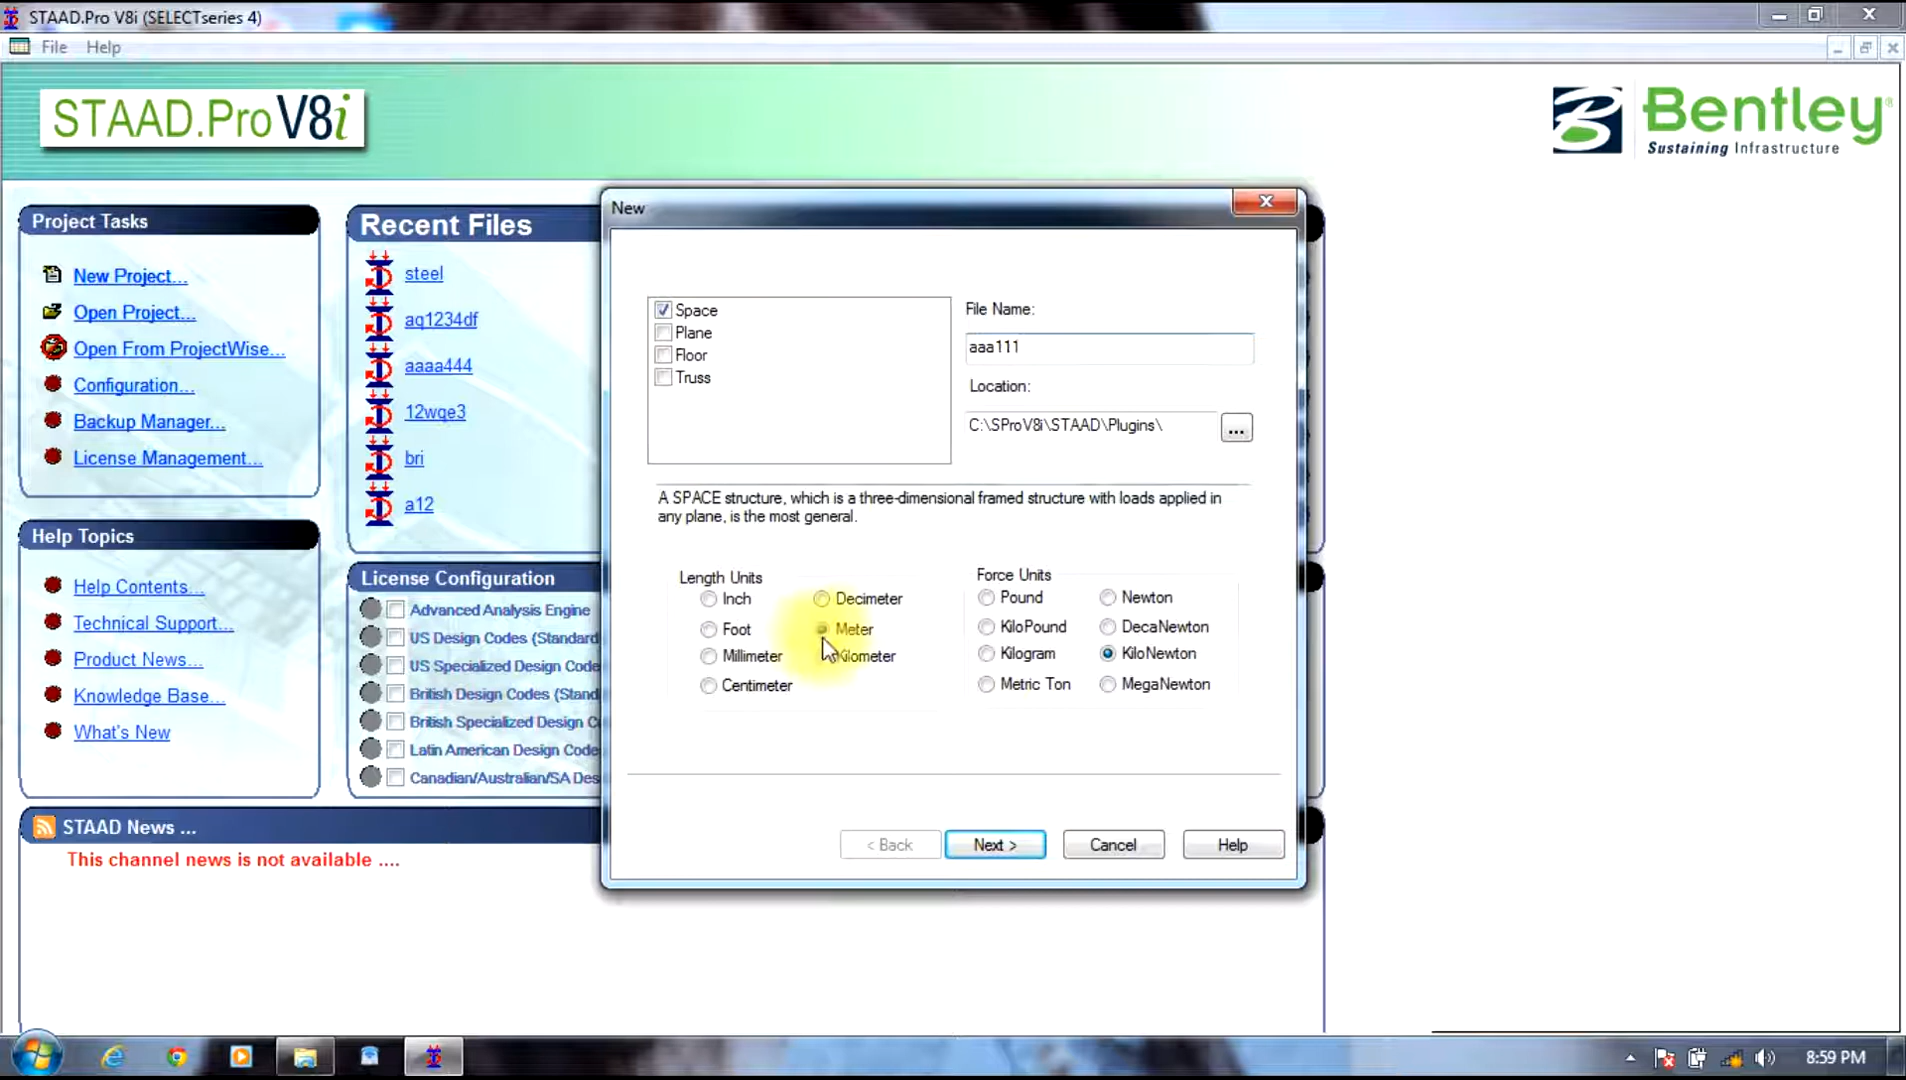 STAAD.Pro V8i (SELECTseries 4)
File Help
STAAD.Pro V8i
Bentley®
Sustaining Infrastructure
Project Tasks
New Project...
Open Project...
Open From ProjectWise...
Configuration...
Backup Manager...
License Management...
Help Topics
Help Contents...
Technical Support...
Product News...
Knowledge Base...
What's New
Recent Files
steel
aq1234df
aaaa444
12wqe3
bri
a12
License Configuration
Advanced Analysis Engine
US Design Codes (Standard
US Specialized Design Code
British Design Codes (Stand
British Specialized Design C
Latin American Design Code
Canadian/Australian/SA Des
STAAD News ...
This channel news is not available ....
New
Space
Plane
Floor
Truss
File Name:
aaa111
Location:
C:\SProV8i\STAAD\Plugins\
...
A SPACE structure, which is a three-dimensional framed structure with loads applied in
any plane, is the most general.
Length Units
Inch
Foot
Millimeter
Centimeter
Decimeter
Meter
Kilometer
Force Units
Pound
KiloPound
Kilogram
Metric Ton
Newton
DecaNewton
KiloNewton
MegaNewton
< Back
Next >
Cancel
Help
8:59 PM